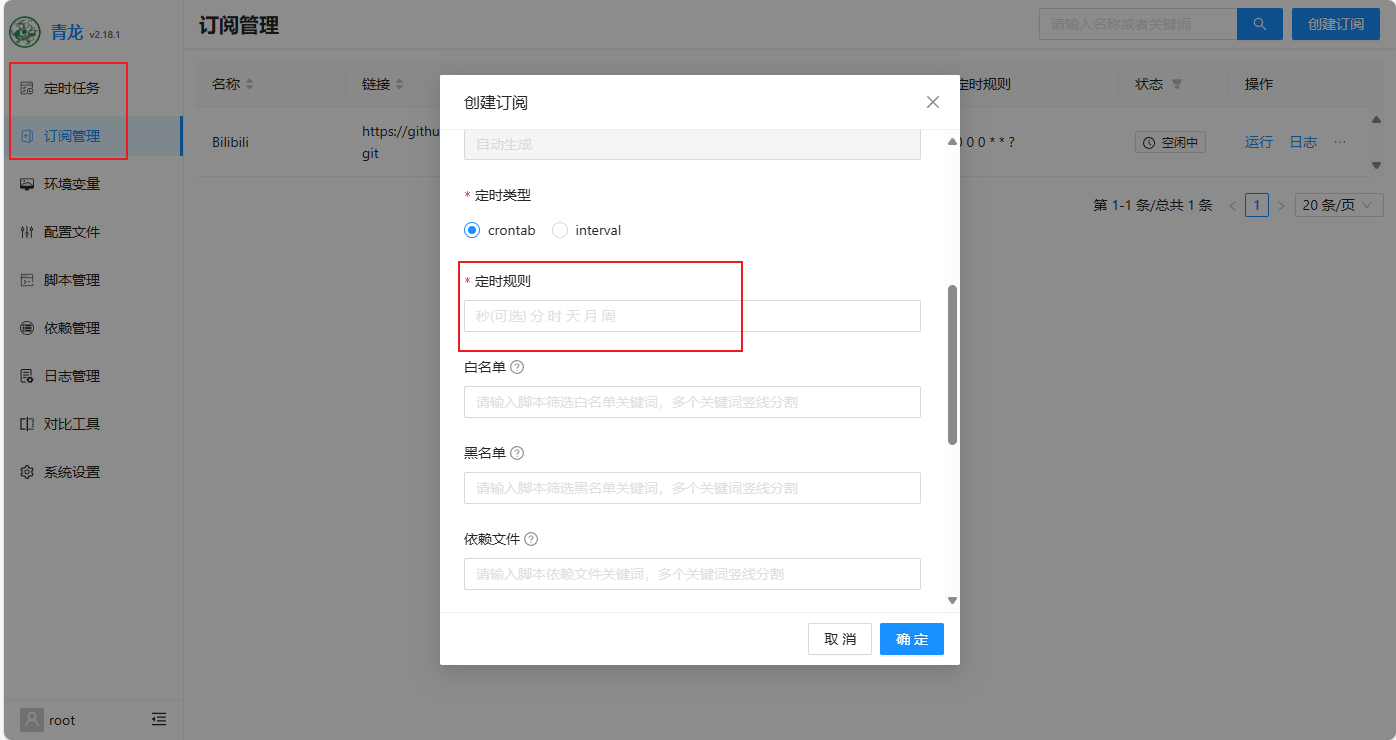 青龙 v2.18.1
订阅管理
请输入名称或者关键词
创建订阅
定时任务
订阅管理
环境变量
配置文件
脚本管理
依赖管理
日志管理
对比工具
系统设置
root
名称
链接
定时规则
状态
操作
Bilibili
https://githu
git
0 0 0 * * ?
空闲中
运行
日志
···
第 1-1 条/总共 1 条
1
20 条/页
创建订阅
自动生成
* 定时类型
crontab
interval
* 定时规则
秒(可选) 分 时 天 月 周
白名单
请输入脚本筛选白名单关键词，多个关键词竖线分割
黑名单
请输入脚本筛选黑名单关键词，多个关键词竖线分割
依赖文件
请输入脚本依赖文件关键词，多个关键词竖线分割
取 消
确 定